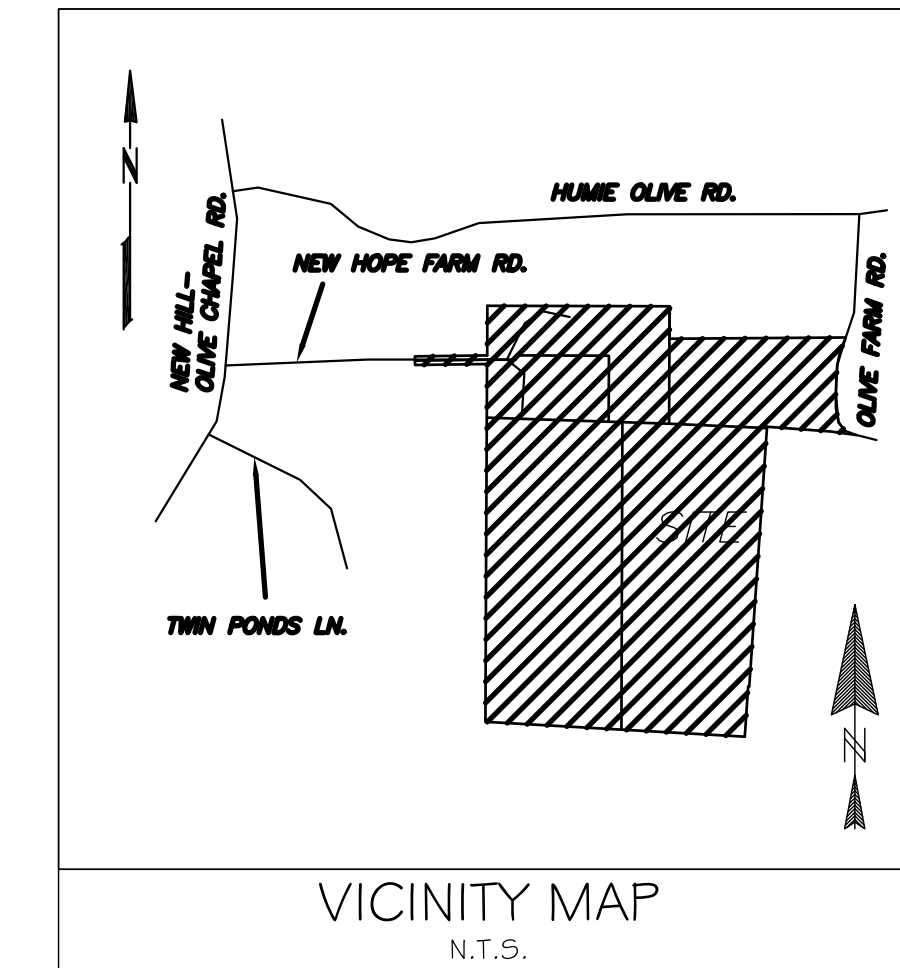 N
HUMIE OLIVE RD.
NEW HILL-
OLIVE CHAPEL RD.
NEW HOPE FARM RD.
OLIVE FARM RD.
SITE
TWIN PONDS LN.
N
VICINITY MAP
N.T.S.